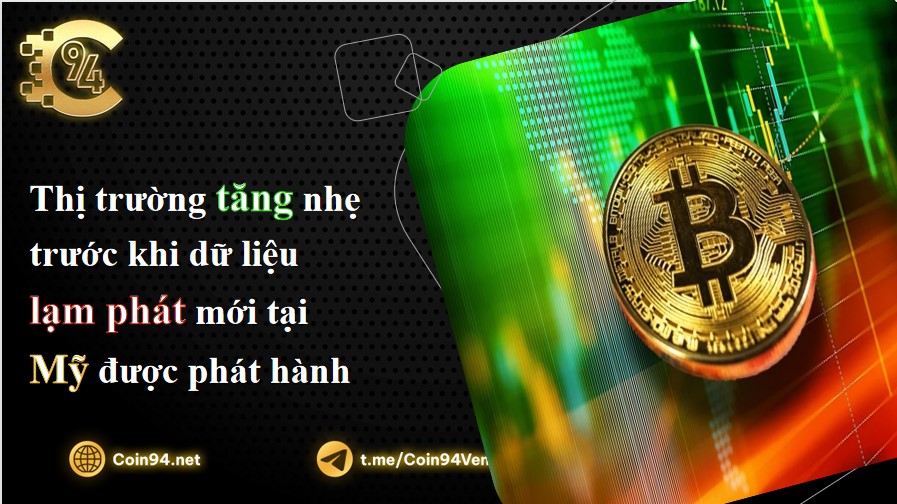 94
Thị trường tăng nhẹ
trước khi dữ liệu
lạm phát mới tại
Mỹ được phát hành
Coin94.net
t.me/Coin94Ven